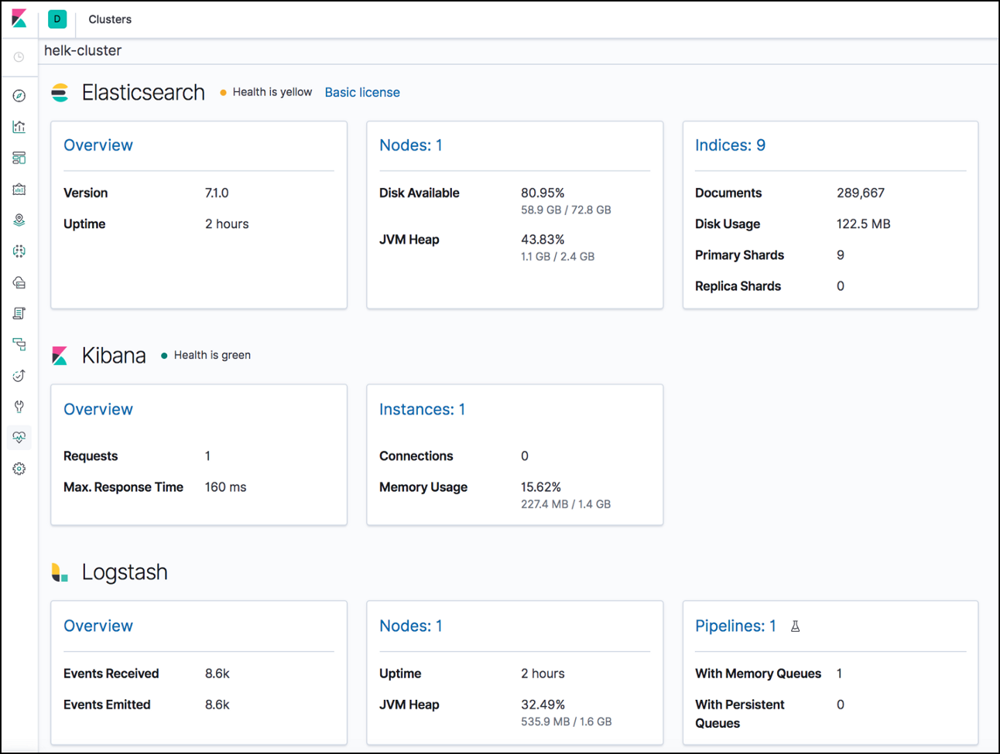 D Clusters
helk-cluster
Elasticsearch Health is yellow Basic license
Overview
Version 7.1.0
Uptime 2 hours
Nodes: 1
Disk Available 80.95%
58.9 GB / 72.8 GB
JVM Heap 43.83%
1.1 GB / 2.4 GB
Indices: 9
Documents 289,667
Disk Usage 122.5 MB
Primary Shards 9
Replica Shards 0
Kibana Health is green
Overview
Requests 1
Max. Response Time 160 ms
Instances: 1
Connections 0
Memory Usage 15.62%
227.4 MB / 1.4 GB
Logstash
Overview
Events Received 8.6k
Events Emitted 8.6k
Nodes: 1
Uptime 2 hours
JVM Heap 32.49%
535.9 MB / 1.6 GB
Pipelines: 1
With Memory Queues 1
With Persistent 0
Queues